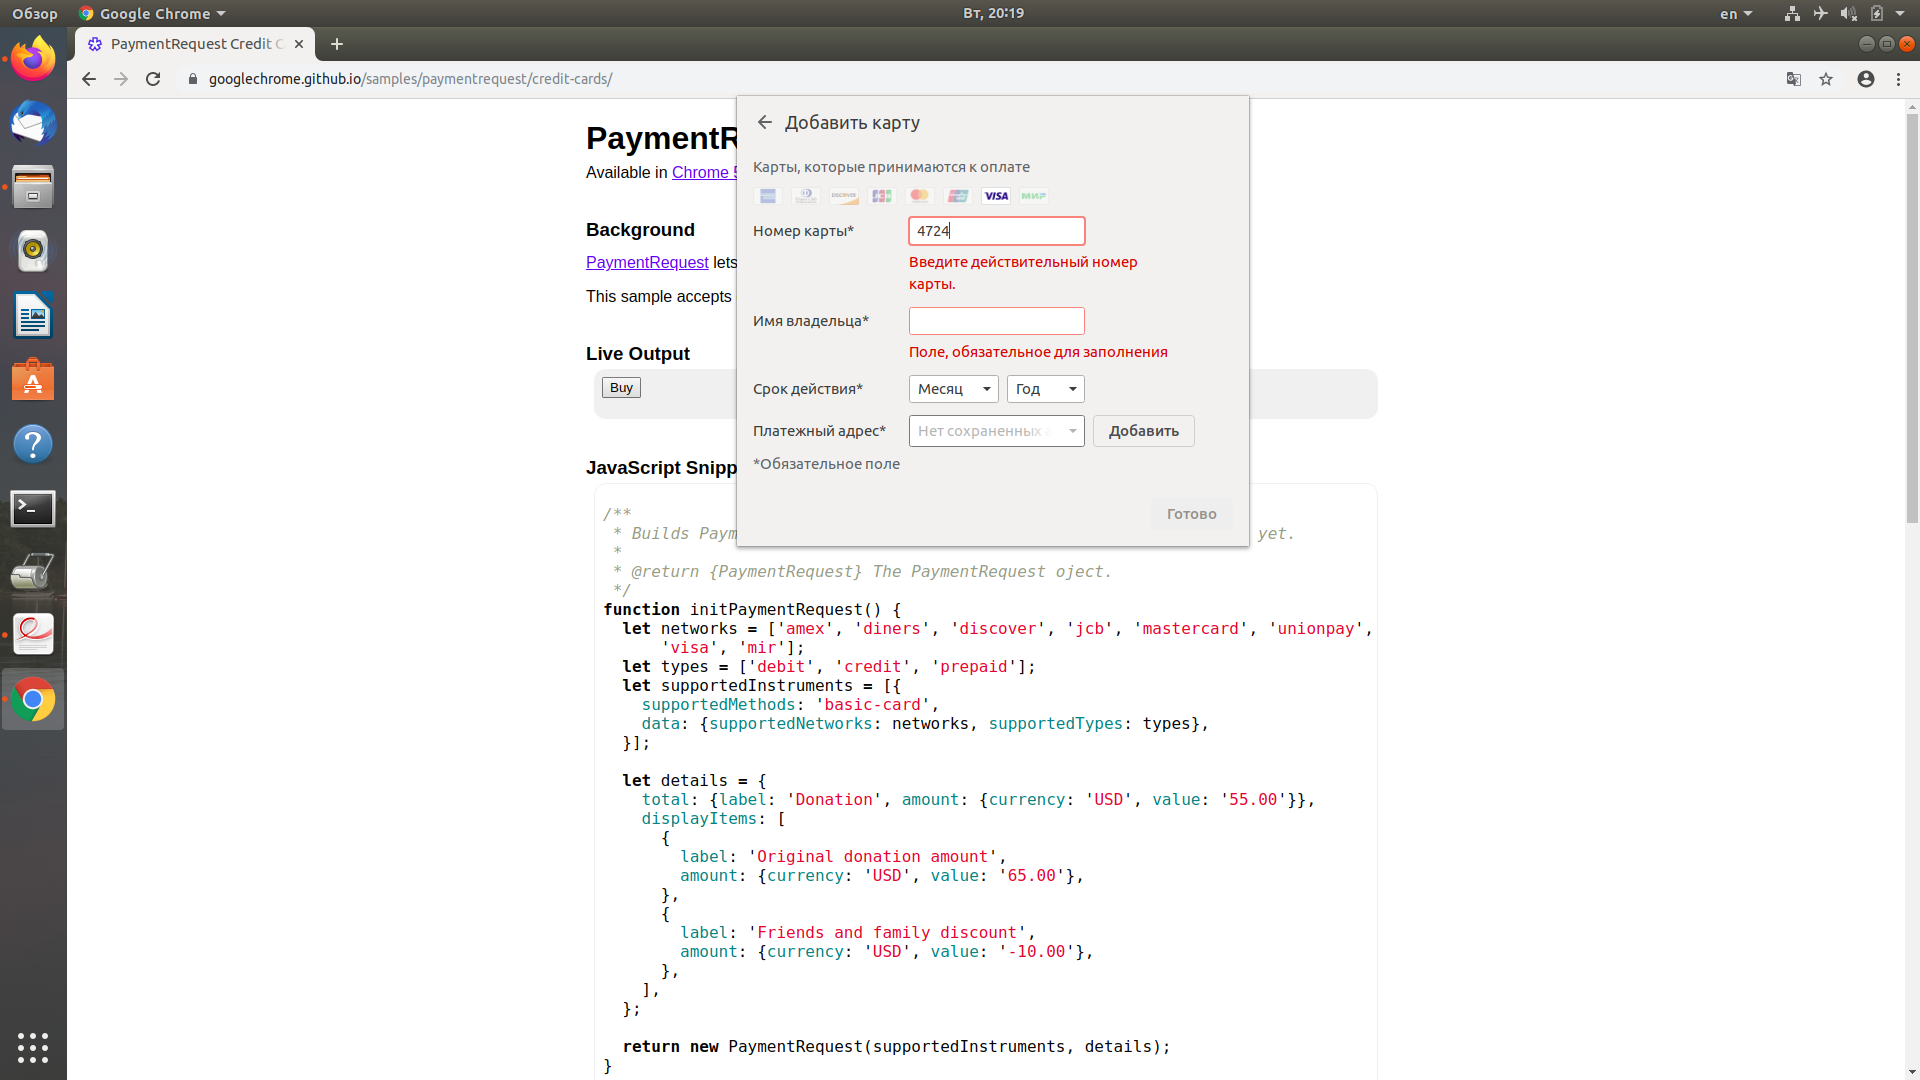 Обзор
Google Chrome
Вт, 20:19
en
PaymentRequest Credit C
googlechrome.github.io/samples/paymentrequest/credit-cards/
Добавить карту
Карты, которые принимаются к оплате
DISCOVER
JCB
VISA
МИР
Номер карты*
4724
Введите действительный номер
карты.
Имя владельца*
Поле, обязательное для заполнения
Срок действия*
Месяц
Год
Платежный адрес*
Нет сохраненных
Добавить
*Обязательное поле
Готово
PaymentR
Available in Chrome 5
Background
PaymentRequest lets
This sample accepts
Live Output
Buy
JavaScript Snipp
/**
* Builds Paym yet.
*
* @return {PaymentRequest} The PaymentRequest oject.
*/
function initPaymentRequest() {
let networks = ['amex', 'diners', 'discover', 'jcb', 'mastercard', 'unionpay',
'visa', 'mir'];
let types = ['debit', 'credit', 'prepaid'];
let supportedInstruments = [{
supportedMethods: 'basic-card',
data: {supportedNetworks: networks, supportedTypes: types},
}];
let details = {
total: {label: 'Donation', amount: {currency: 'USD', value: '55.00'}},
displayItems: [
{
label: 'Original donation amount',
amount: {currency: 'USD', value: '65.00'},
},
{
label: 'Friends and family discount',
amount: {currency: 'USD', value: '-10.00'},
},
],
};
return new PaymentRequest(supportedInstruments, details);
}